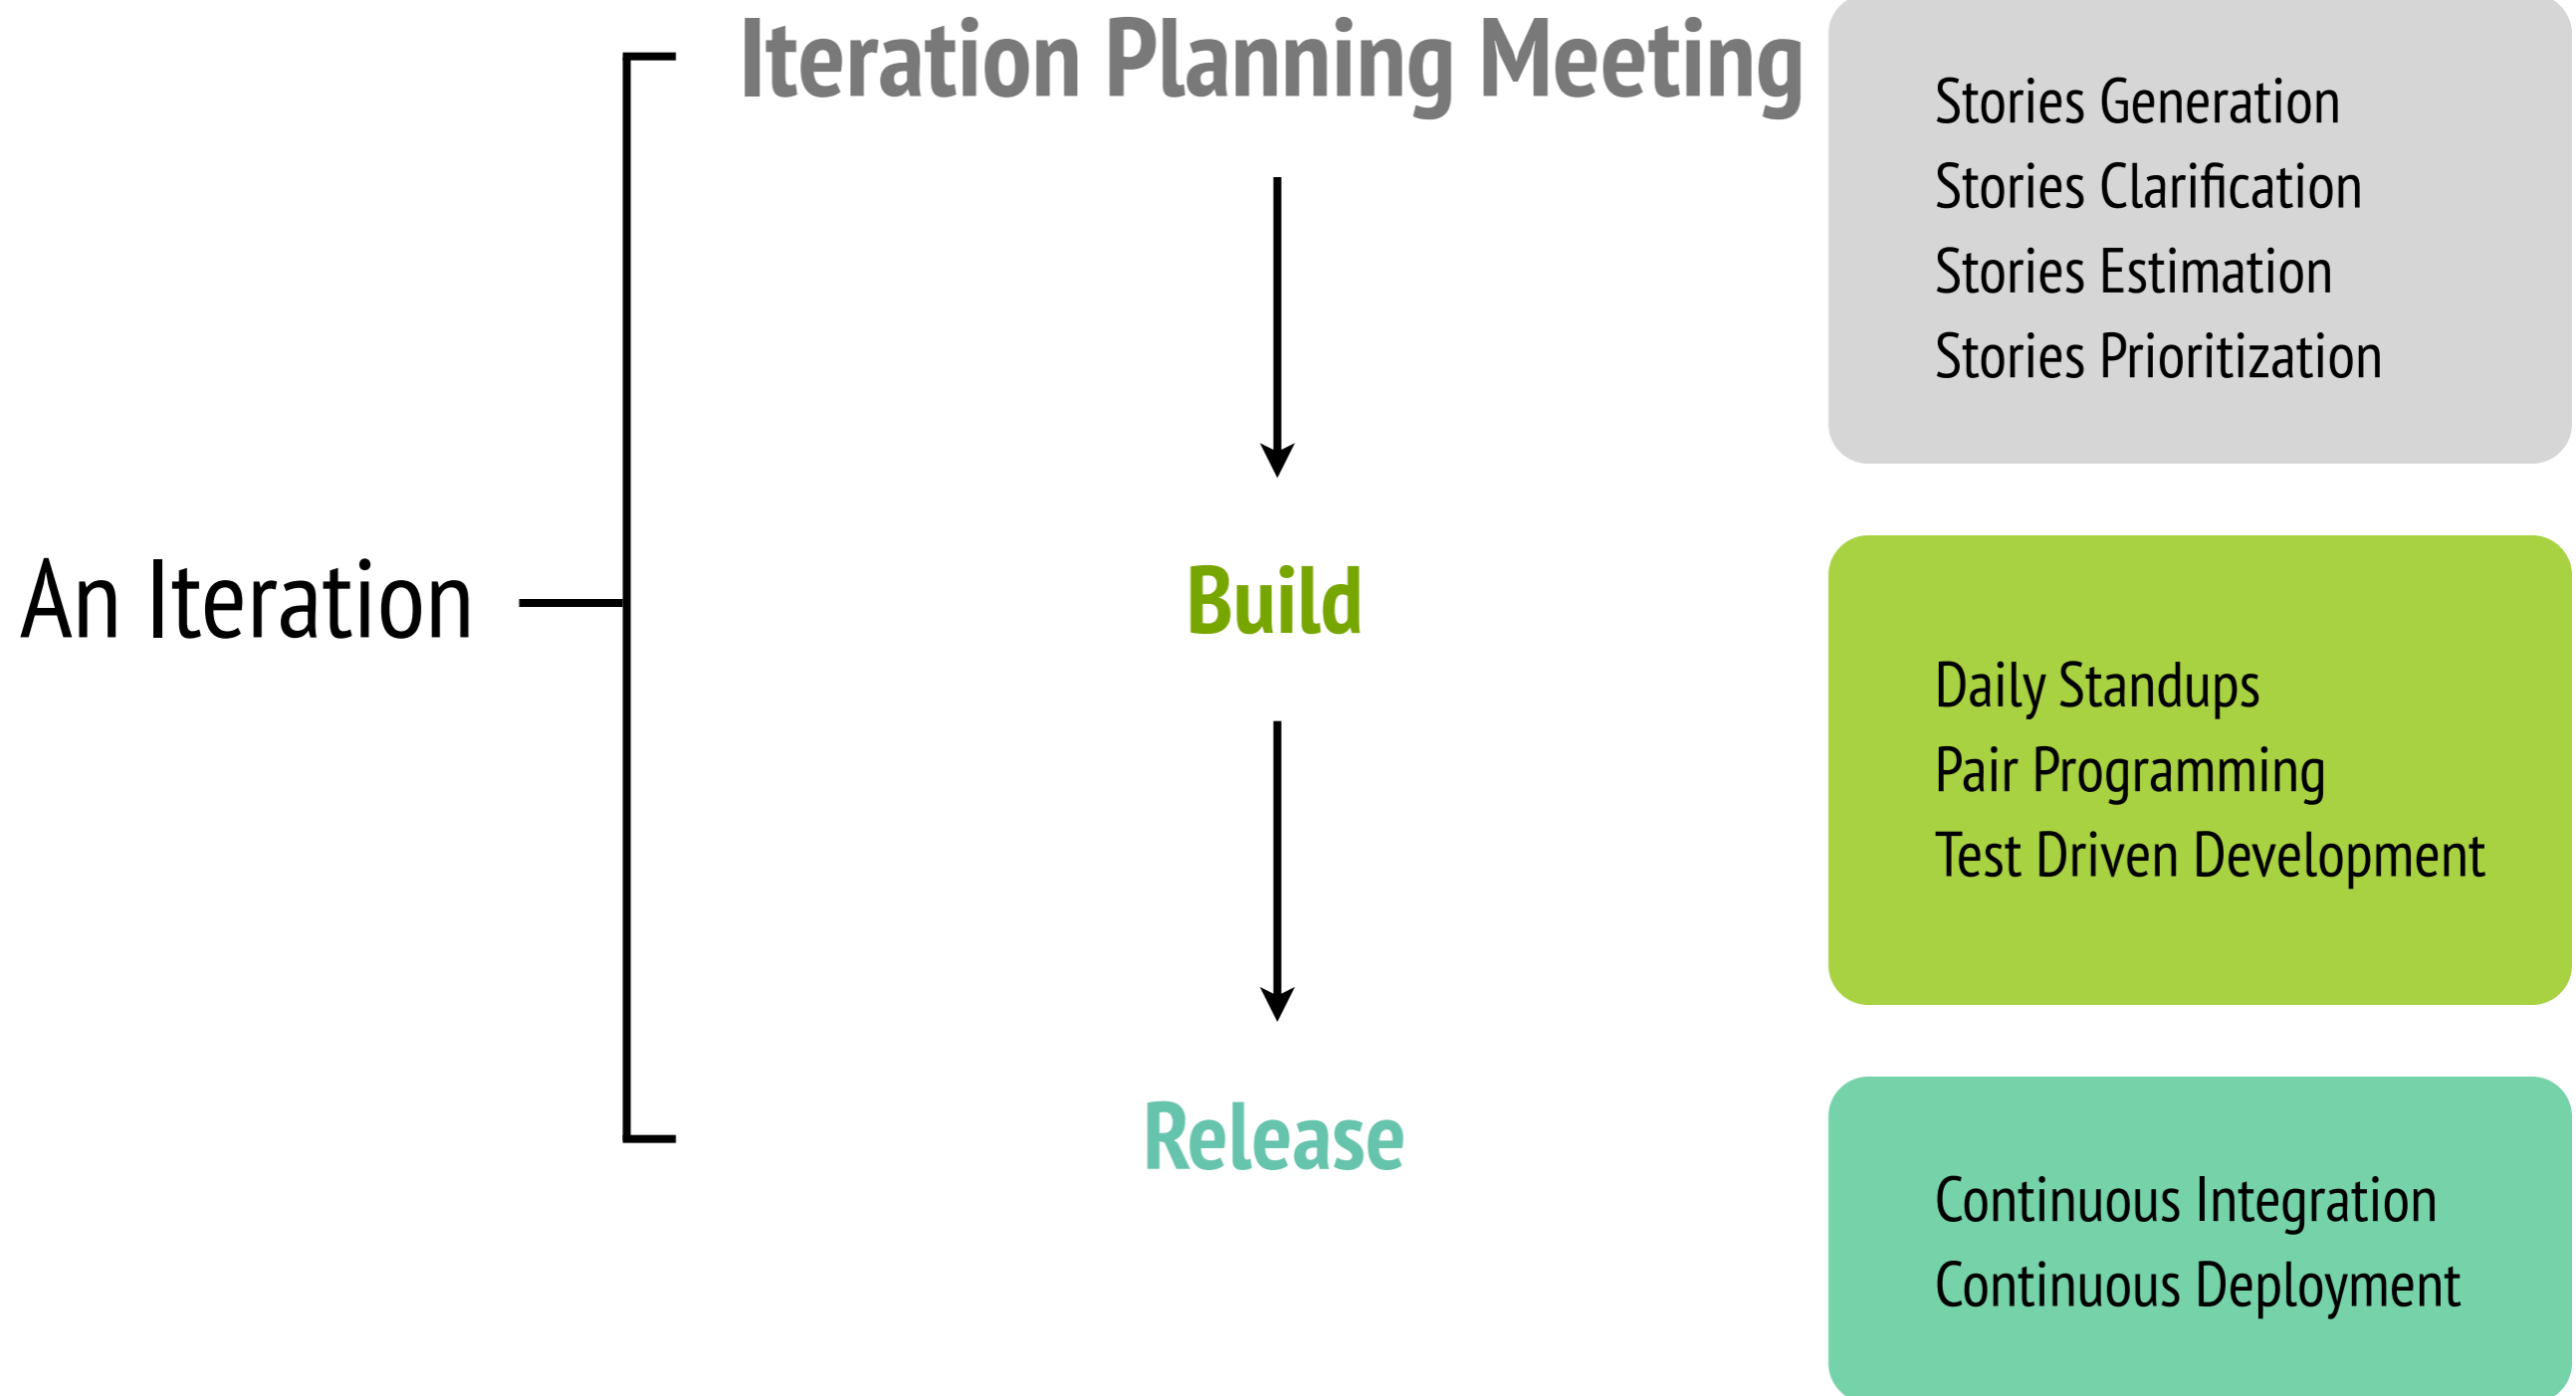 Iteration Planning Meeting
Stories Generation
Stories Clarification
Stories Estimation
Stories Prioritization
An Iteration
Build
Daily Standups
Pair Programming
Test Driven Development
Release
Continuous Integration
Continuous Deployment